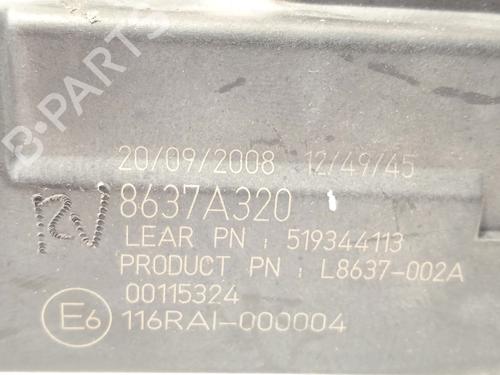 B-PARTS
20/09/2008 12/49/45
8637A320
LEAR PN : 519344113
PRODUCT PN : L8637-002A
00115324
E6 116RAI-000004